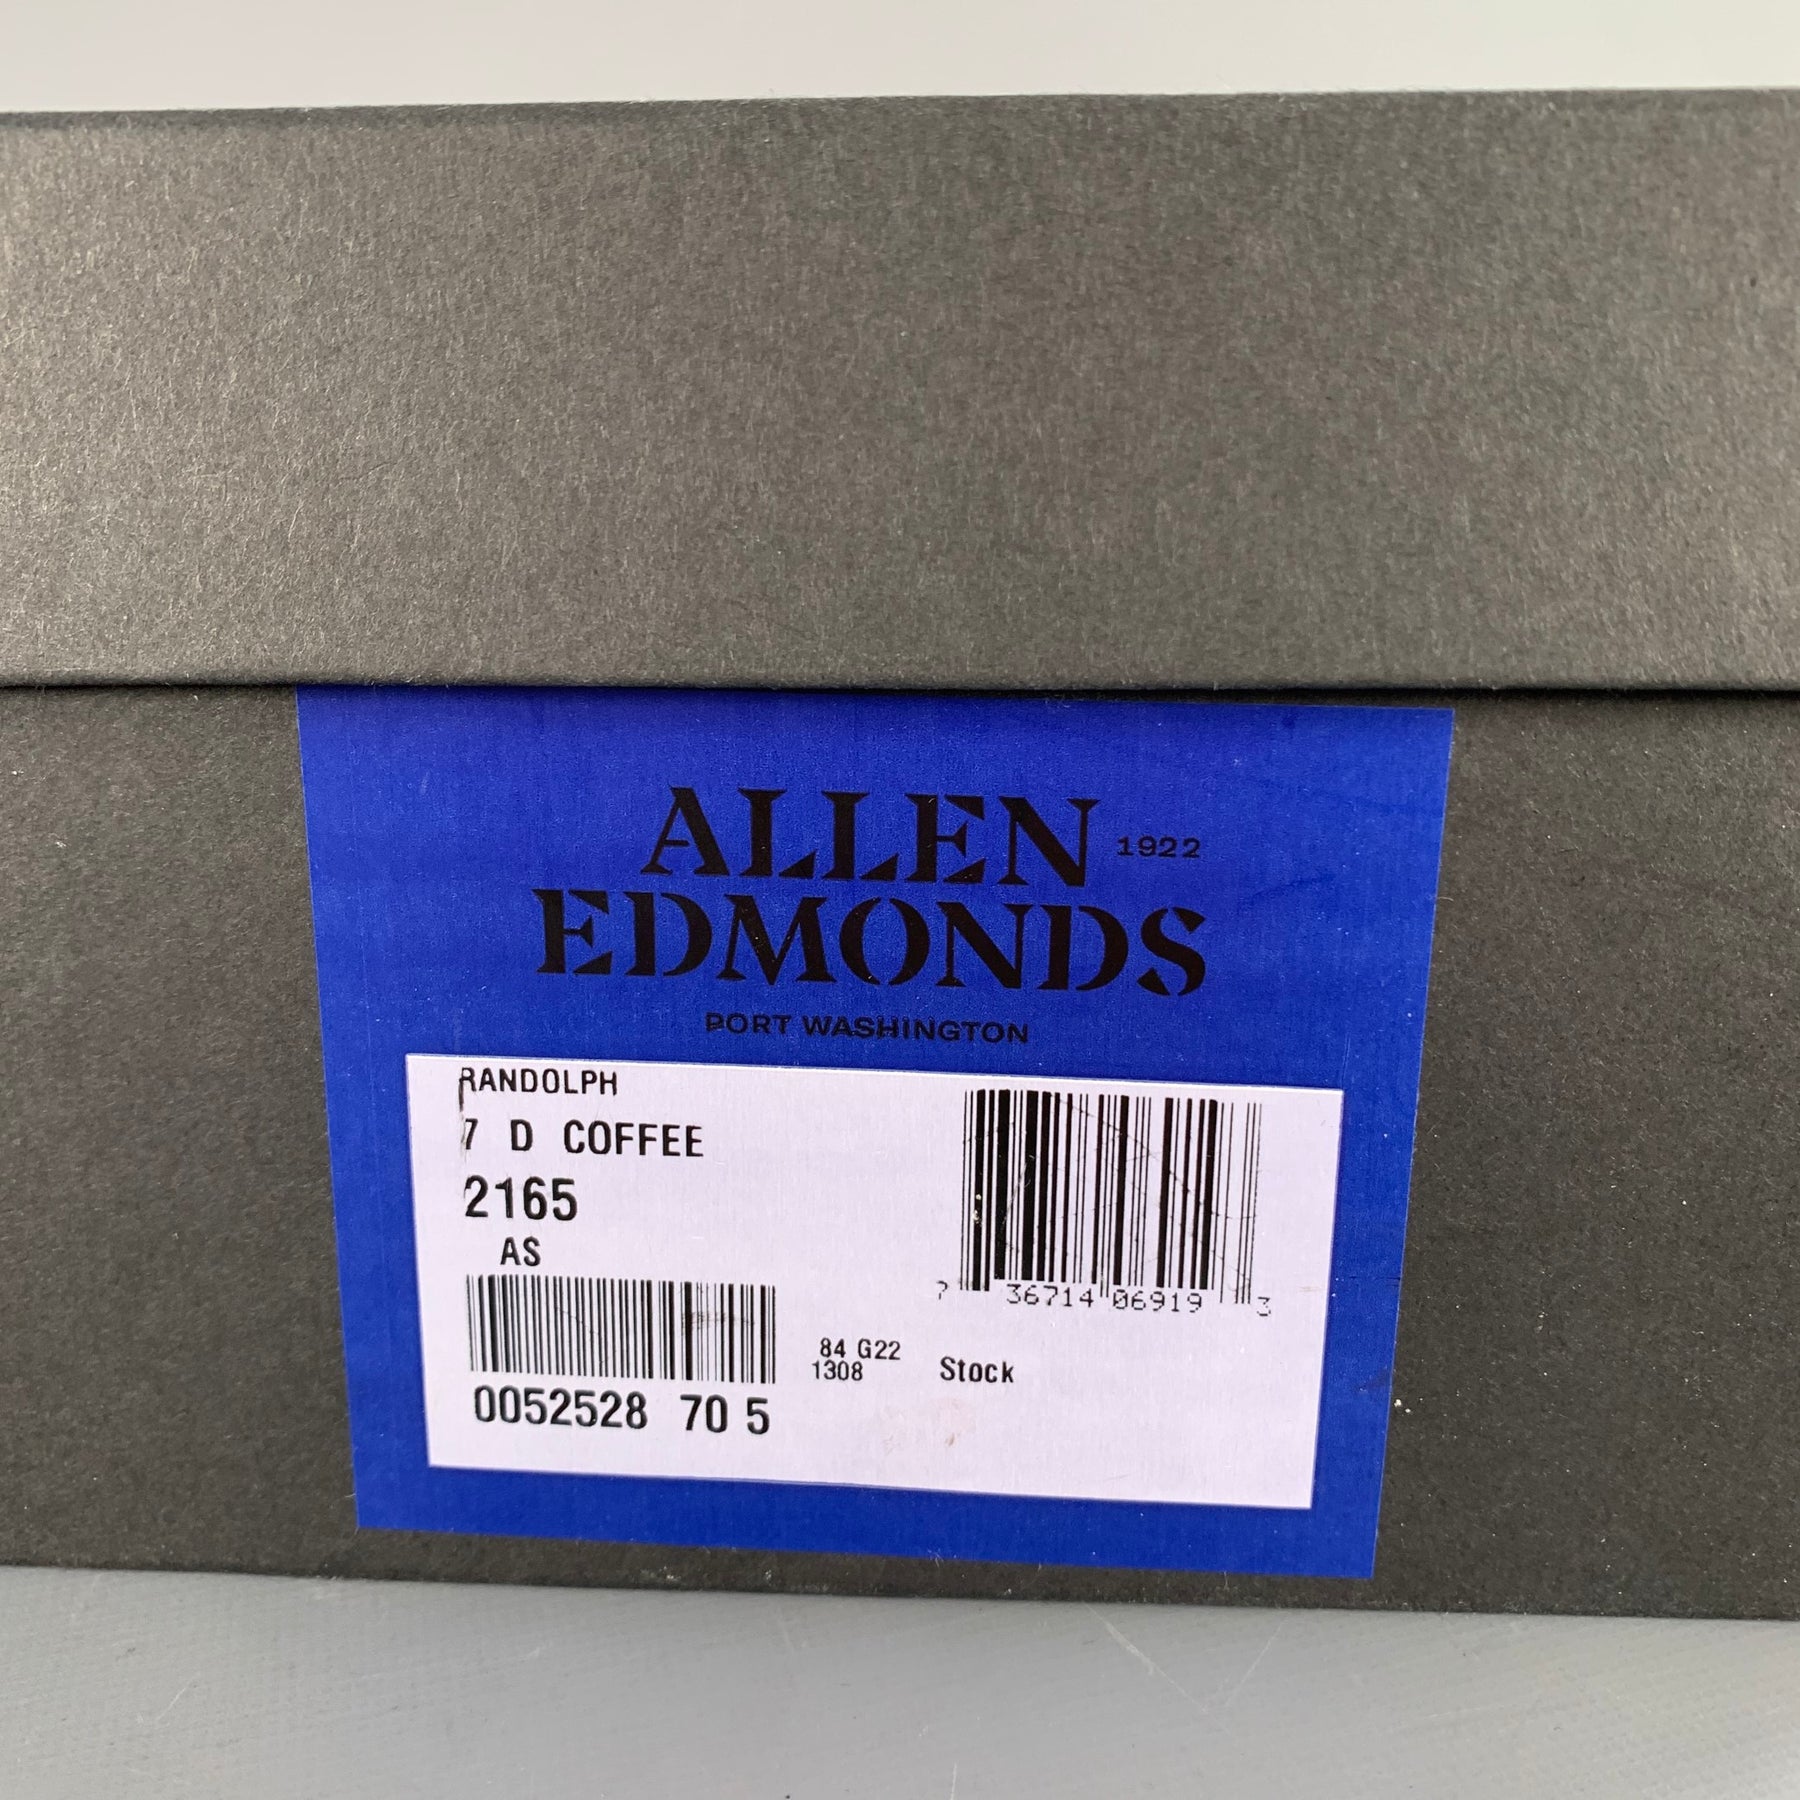 ALLEN 1922
EDMONDS
PORT WASHINGTON
RANDOLPH
7 D COFFEE
2165
AS
7 36714 06919 3
84 G22
1308 Stock
0052528 70 5